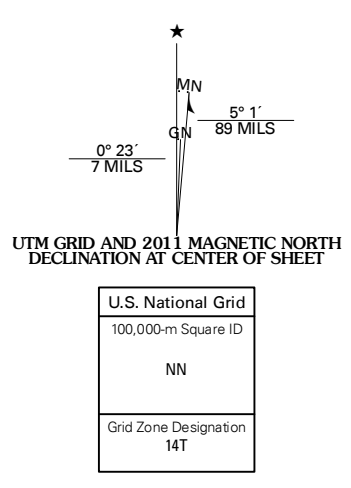 ★
MN
GN
5° 1´
89 MILS
0° 23´
7 MILS
UTM GRID AND 2011 MAGNETIC NORTH
DECLINATION AT CENTER OF SHEET
U.S. National Grid
100,000-m Square ID
NN
Grid Zone Designation
14T